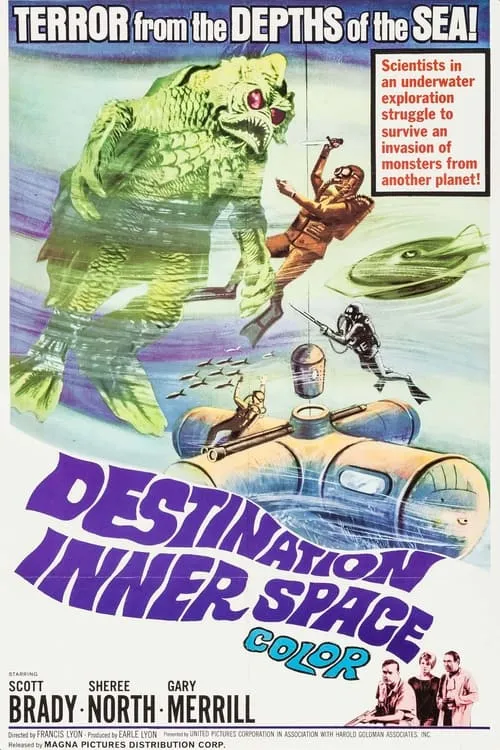 TERROR from the DEPTHS of the SEA!
Scientists in
an underwater
exploration
struggle to
survive an
invasion of
monsters from
another planet!
DESTINATION
INNER SPACE
COLOR
STARRING
SCOTT BRADY · SHEREE NORTH · GARY MERRILL
Directed by FRANCIS LYON · Produced by EARLE LYON · Presented by UNITED PICTURES CORPORATION IN ASSOCIATION WITH HAROLD GOLDMAN ASSOCIATES, INC.
Released by MAGNA PICTURES DISTRIBUTION CORP.